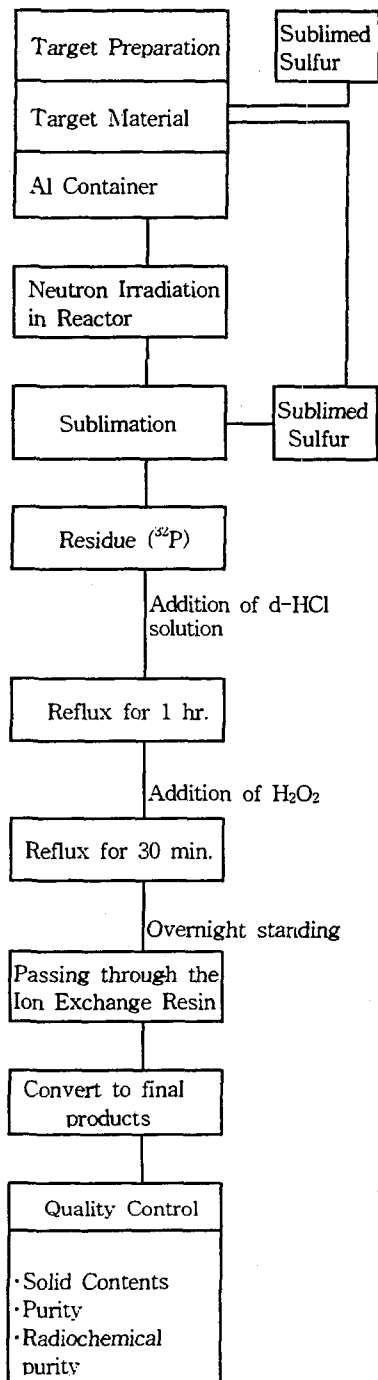 Target Preparation
Sublimed
Sulfur
Target Material
Al Container
Neutron Irradiation
in Reactor
Sublimation
Sublimed
Sulfur
Residue (³²P)
Addition of d-HCl
solution
Reflux for 1 hr.
Addition of H₂O₂
Reflux for 30 min.
Overnight standing
Passing through the
Ion Exchange Resin
Convert to final
products
Quality Control
·Solid Contents
·Purity
·Radiochemical
purity